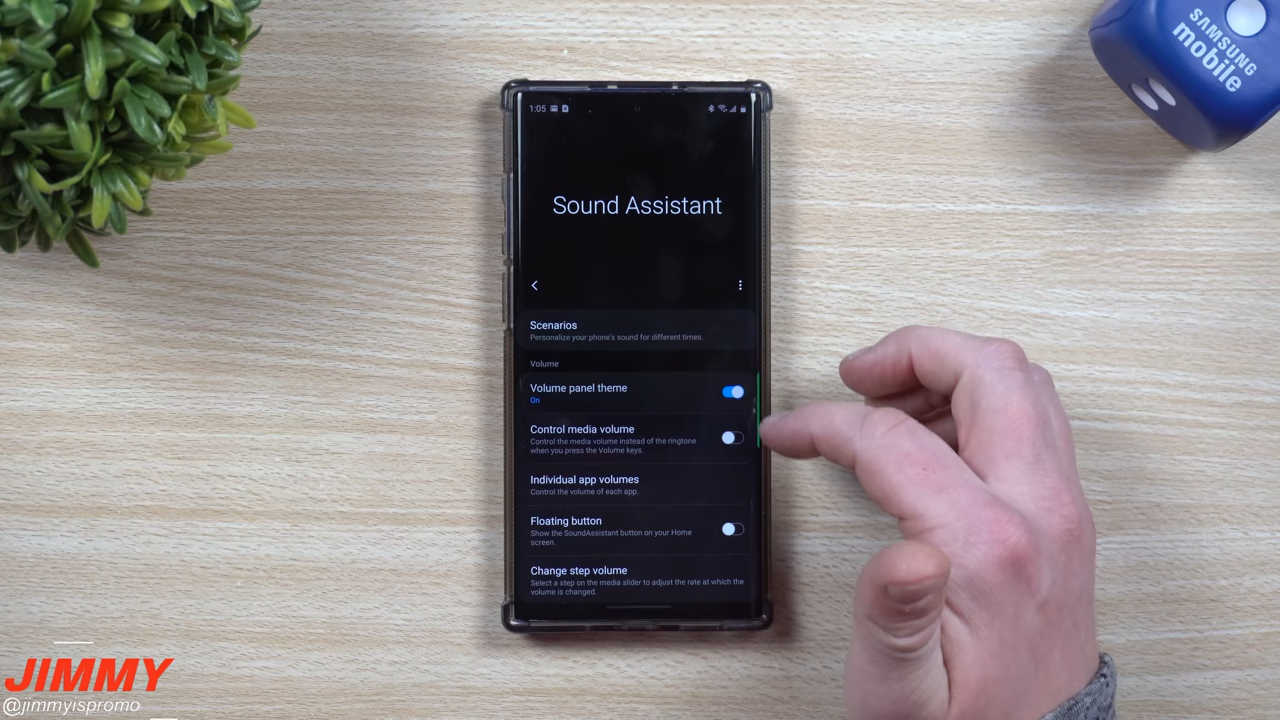 SAMSUNG
mobile
1:05
Sound Assistant
Scenarios
Personalize your phone's sound for different times.
Volume
Volume panel theme
On
Control media volume
Control the media volume instead of the ringtone
when you press the Volume keys.
Individual app volumes
Control the volume of each app.
Floating button
Show the SoundAssistant button on your Home
screen.
Change step volume
Select a step on the media slider to adjust the rate at which the
volume is changed.
JIMMY
@jimmyispromo